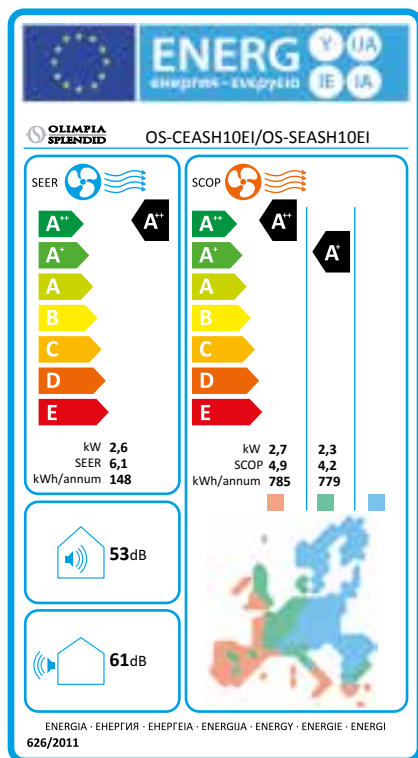 ENERG
енергия · ενεργεια
Y IJA
IE IA
OLIMPIA
SPLENDID
OS-CEASH10EI/OS-SEASH10EI
SEER
A++
A++
A+
A
B
C
D
E
kW 2,6
SEER 6,1
kWh/annum 148
SCOP
A++
A++
A+
A+
A
B
C
D
E
kW 2,7 2,3
SCOP 4,9 4,2
kWh/annum 785 779
53dB
61dB
ENERGIA · ЕНЕРГИЯ · ΕΝΕΡΓΕΙΑ · ENERGIJA · ENERGY · ENERGIE · ENERGI
626/2011